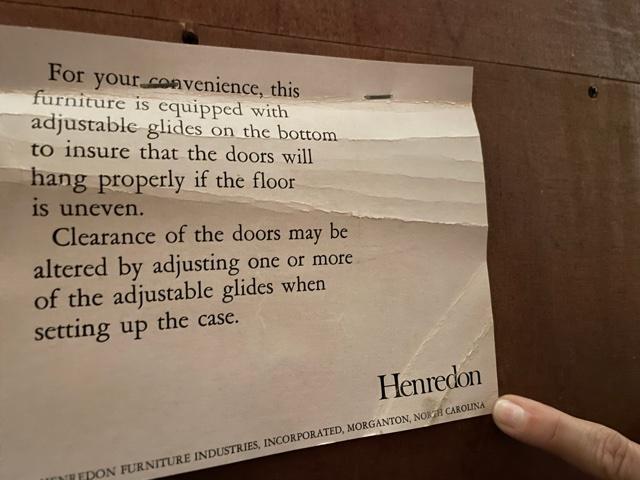 For your convenience, this
furniture is equipped with
adjustable glides on the bottom
to insure that the doors will
hang properly if the floor
is uneven.
Clearance of the doors may be
altered by adjusting one or more
of the adjustable glides when
setting up the case.
Henredon
HENREDON FURNITURE INDUSTRIES, INCORPORATED, MORGANTON, NORTH CAROLINA